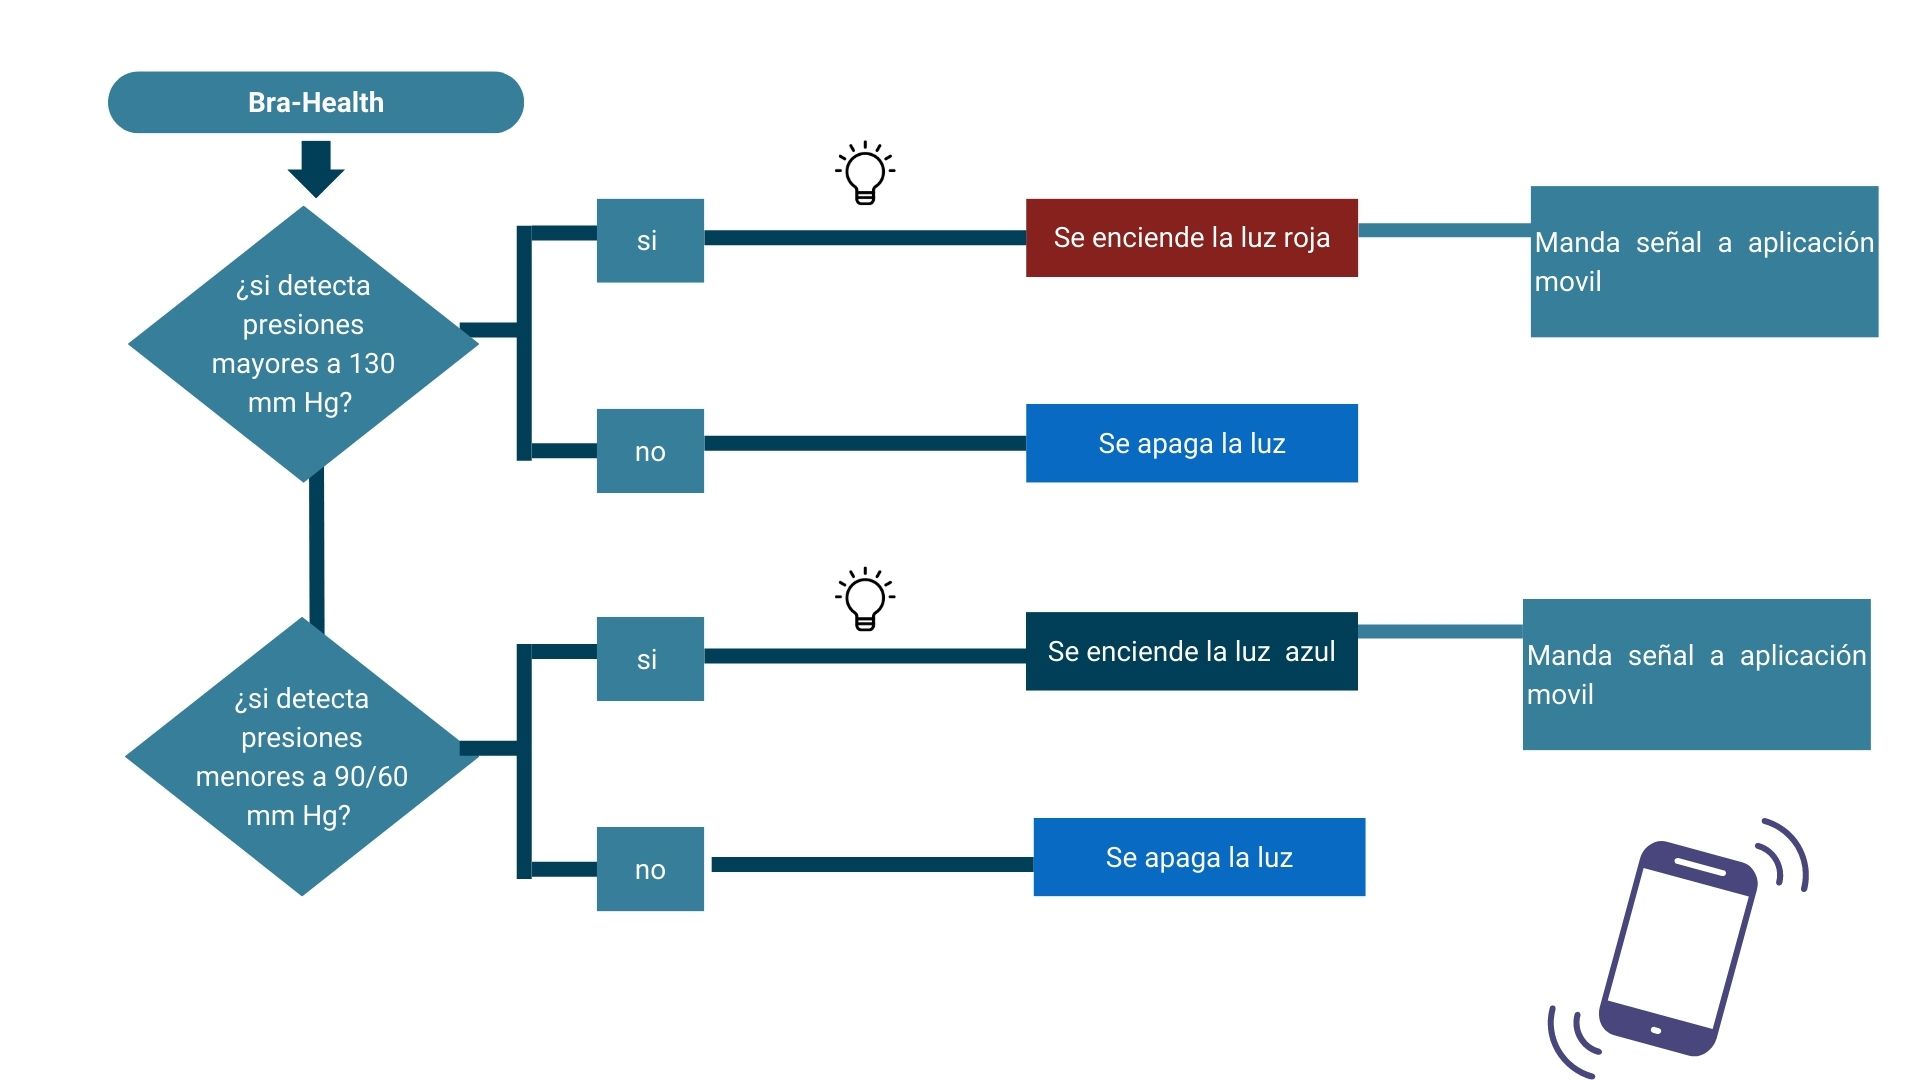 Bra-Health
¿si detecta
presiones
mayores a 130
mm Hg?
si
Se enciende la luz roja
Manda señal a aplicación
movil
no
Se apaga la luz
¿si detecta
presiones
menores a 90/60
mm Hg?
si
Se enciende la luz azul
Manda señal a aplicación
movil
no
Se apaga la luz